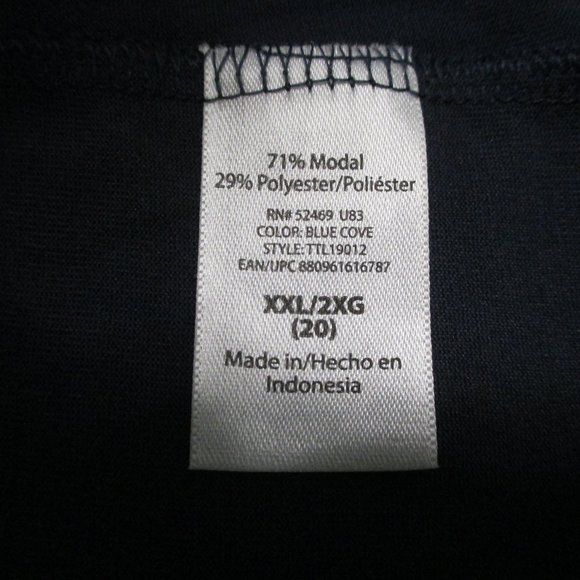 71% Modal
29% Polyester/Poliéster
RN# 52469 U83
COLOR: BLUE COVE
STYLE: TTL19012
EAN/UPC 880961616787
XXL/2XG
(20)
Made in/Hecho en
Indonesia